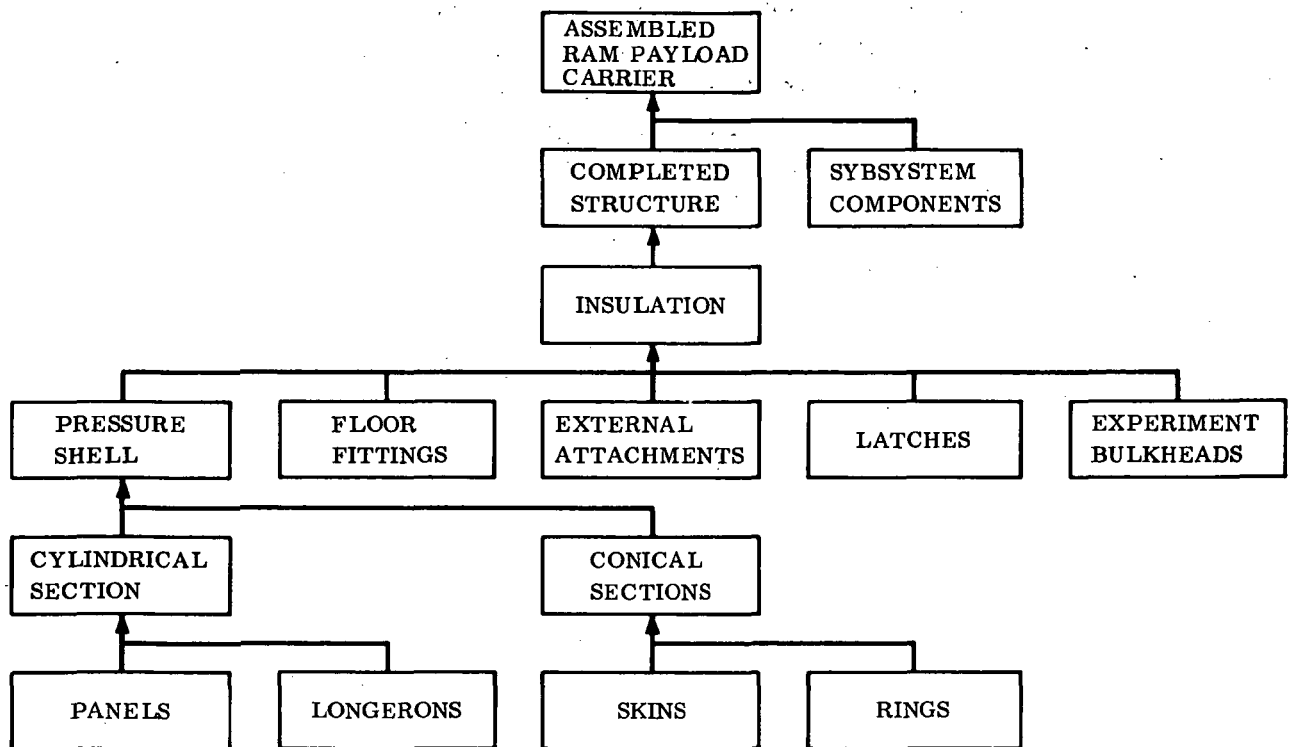 ASSEMBLED
RAM PAYLOAD
CARRIER
COMPLETED
STRUCTURE
SYBSYSTEM
COMPONENTS
INSULATION
PRESSURE
SHELL
FLOOR
FITTINGS
EXTERNAL
ATTACHMENTS
LATCHES
EXPERIMENT
BULKHEADS
CYLINDRICAL
SECTION
CONICAL
SECTIONS
PANELS
LONGERONS
SKINS
RINGS